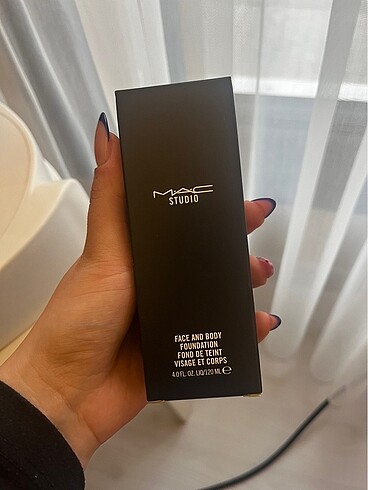 MAC
STUDIO
FACE AND BODY
FOUNDATION
FOND DE TEINT
VISAGE ET CORPS
4.0 FL. OZ. LIQ/120 ML ℮